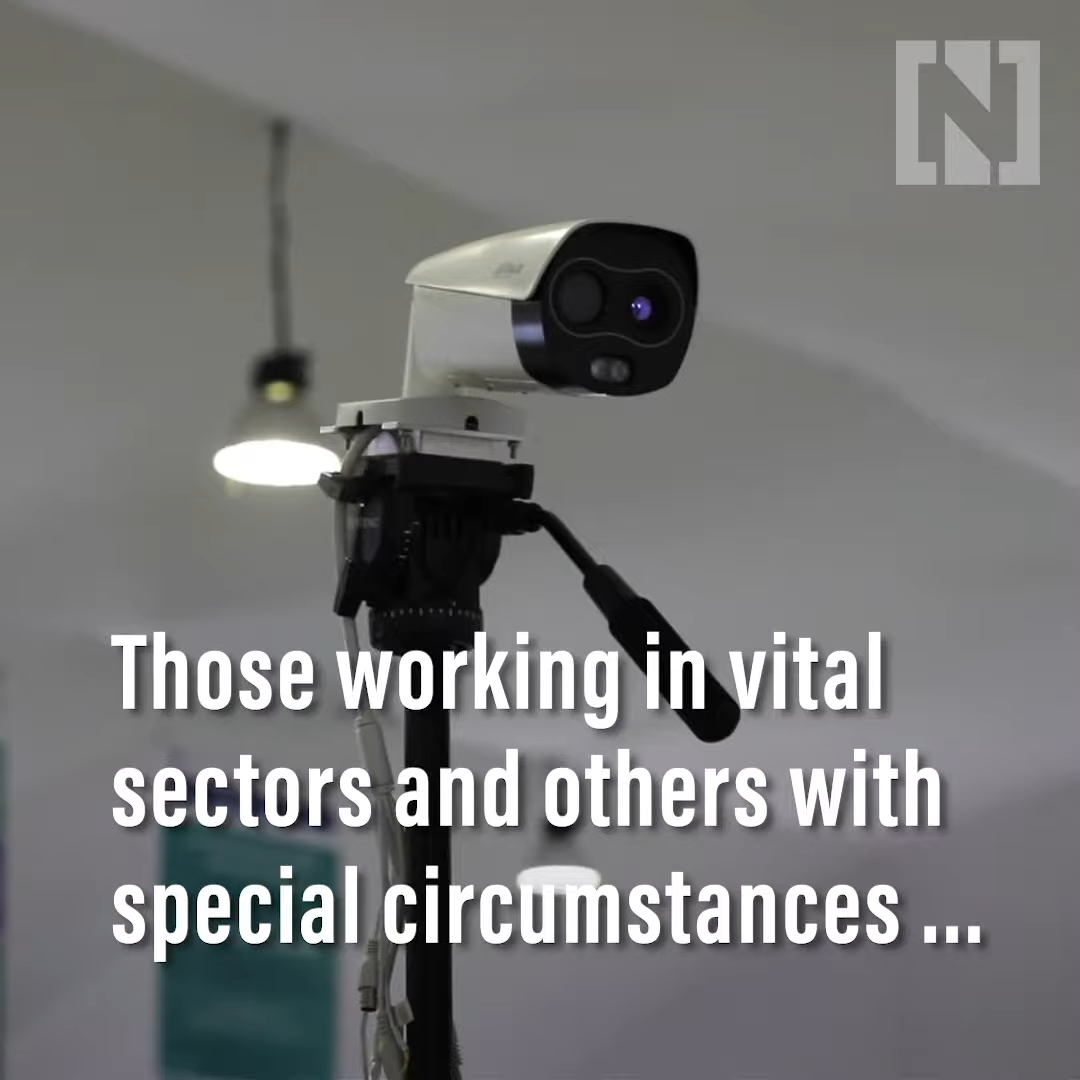 [N]
Those working in vital
sectors and others with
special circumstances ...